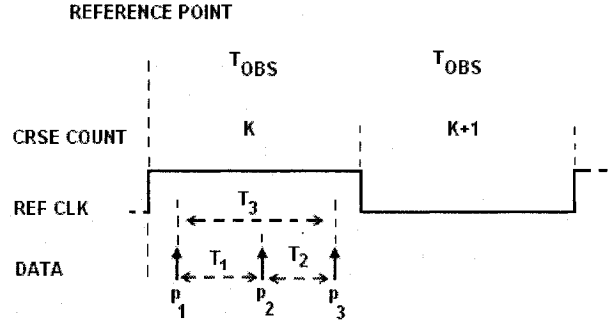 REFERENCE POINT
T_OBS T_OBS
CRSE COUNT K K+1
REF CLK T_3
DATA T_1 T_2
p_1 p_2 p_3